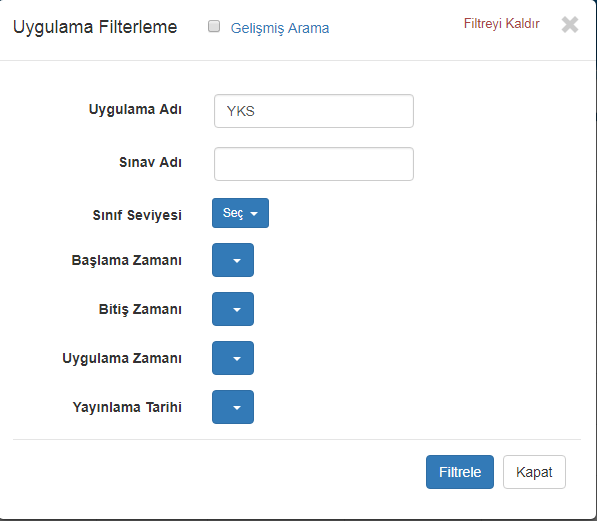 Uygulama Filterleme Gelişmiş Arama Filtreyi Kaldır ×
Uygulama Adı YKS
Sınav Adı
Sınıf Seviyesi Seç
Başlama Zamanı
Bitiş Zamanı
Uygulama Zamanı
Yayınlama Tarihi
Filtrele Kapat